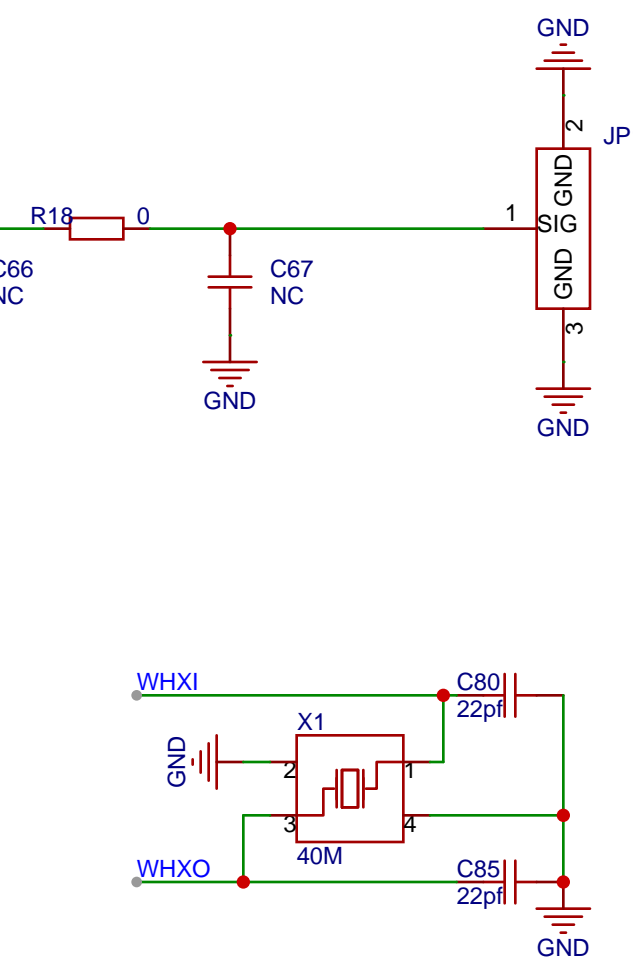 GND
2
JP
GND
R18
0
1
SIG
C66
NC
C67
NC
GND
3
GND
GND
WHXI
C80
22pf
X1
GND
2
1
3
4
40M
WHXO
C85
22pf
GND